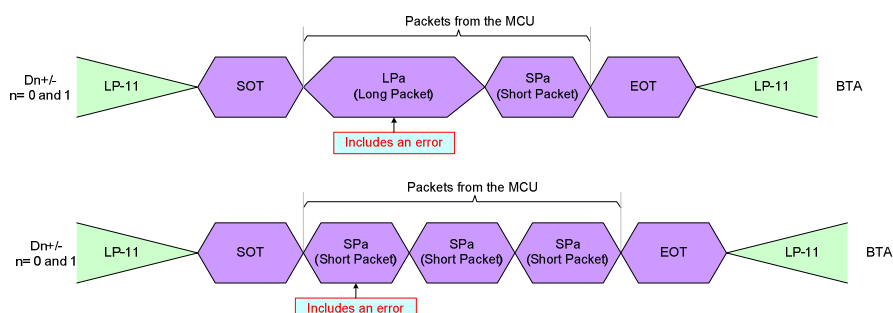 Packets from the MCU
Dn+/-
n= 0 and 1
LP-11
SOT
LPa
(Long Packet)
SPa
(Short Packet)
EOT
LP-11
BTA
Includes an error
Packets from the MCU
Dn+/-
n= 0 and 1
LP-11
SOT
SPa
(Short Packet)
SPa
(Short Packet)
SPa
(Short Packet)
EOT
LP-11
BTA
Includes an error